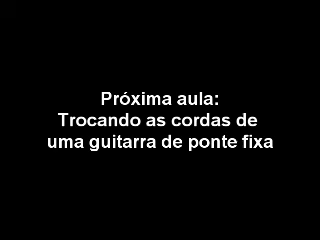 Próxima aula:
Trocando as cordas de
uma guitarra de ponte fixa